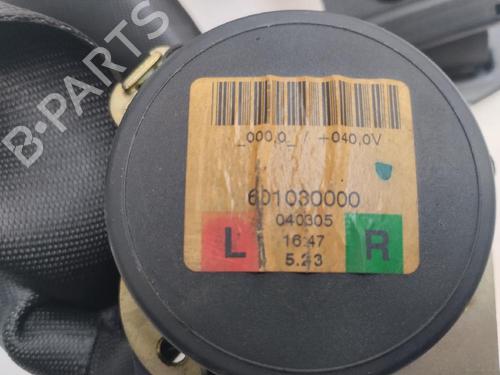 _000,0_ / +040,0V
601030000
040305
L R
16:47
5.23
B-PARTS